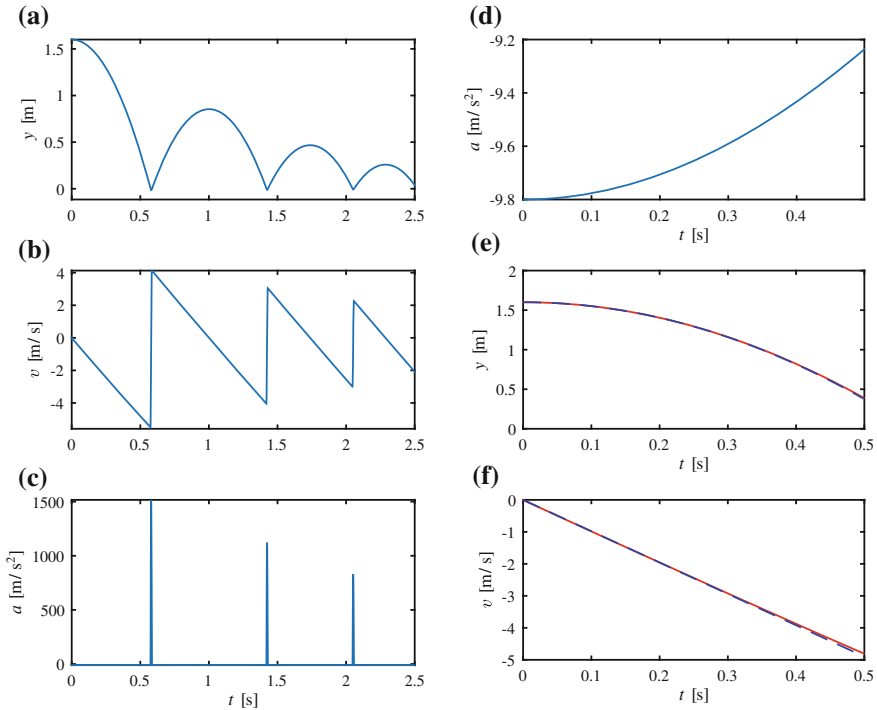 (a)
1.5
1
0.5
0
y [m]
0 0.5 1 1.5 2 2.5
(b)
4
2
0
-2
-4
v [m/ s]
0 0.5 1 1.5 2 2.5
(c)
1500
1000
500
0
a [m/ s²]
0 0.5 1 1.5 2 2.5
t [s]
(d)
-9.2
-9.4
-9.6
-9.8
a [m/ s²]
0 0.1 0.2 0.3 0.4
t [s]
(e)
2
1.5
1
0.5
0
y [m]
0 0.1 0.2 0.3 0.4 0.5
t [s]
(f)
0
-1
-2
-3
-4
-5
v [m/ s]
0 0.1 0.2 0.3 0.4 0.5
t [s]